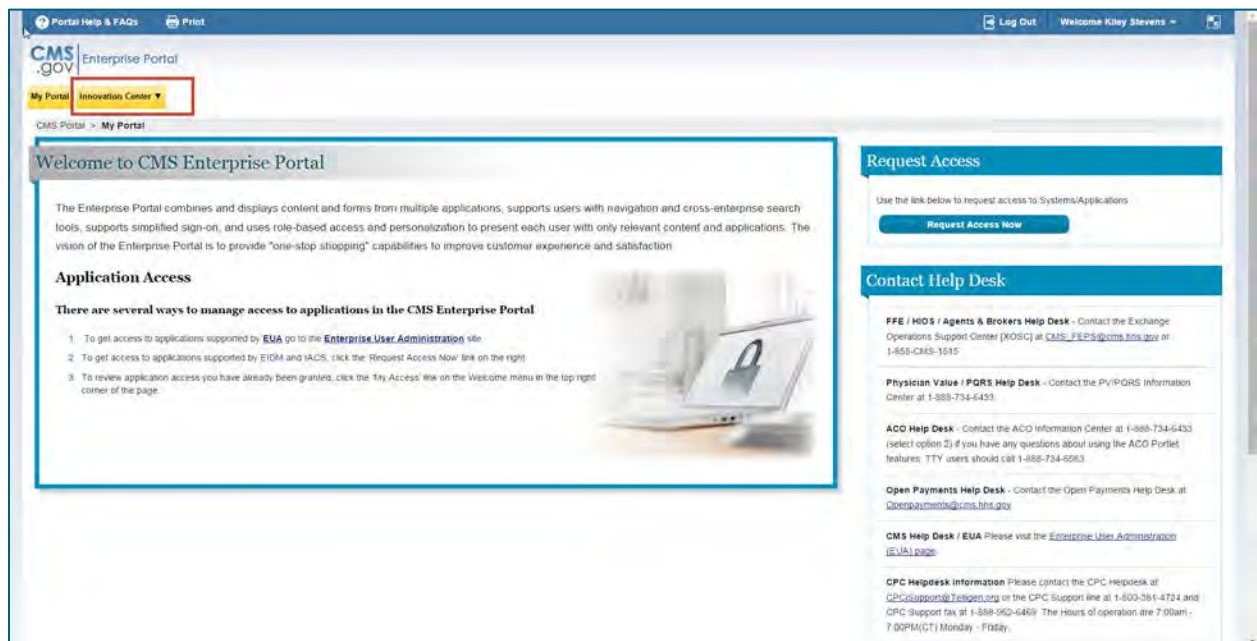 Portal Help & FAQs Print Log Out Welcome Kiley Stevens
CMS
.gov Enterprise Portal
My Portal Innovation Center ▼
CMS Portal > My Portal
Welcome to CMS Enterprise Portal
The Enterprise Portal combines and displays content and forms from multiple applications, supports users with navigation and cross-enterprise search
tools, supports simplified sign-on, and uses role-based access and personalization to present each user with only relevant content and applications. The
vision of the Enterprise Portal is to provide "one-stop shopping" capabilities to improve customer experience and satisfaction
Application Access
There are several ways to manage access to applications in the CMS Enterprise Portal
1 To get access to applications supported by EUA go to the Enterprise User Administration site
2 To get access to applications supported by EIDM and IACS, click the 'Request Access Now' link on the right
3 To review application access you have already been granted, click the 'My Access' link on the Welcome menu in the top right
corner of the page.
Request Access
Use the link below to request access to Systems/Applications
Request Access Now
Contact Help Desk
FFE / HIOS / Agents & Brokers Help Desk - Contact the Exchange
Operations Support Center [XOSC] at CMS_FEPS@cms.hhs.gov or
1-855-CMS-1515
Physician Value / PQRS Help Desk - Contact the PV/PQRS Information
Center at 1-888-734-6433
ACO Help Desk - Contact the ACO Information Center at 1-888-734-6433
(select option 2) if you have any questions about using the ACO Portlet
features. TTY users should call 1-888-734-6563
Open Payments Help Desk - Contact the Open Payments Help Desk at
Openpayments@cms.hhs.gov
CMS Help Desk / EUA Please visit the Enterprise User Administration
(EUA) page.
CPC Helpdesk Information Please contact the CPC Helpdesk at
CPCiSupport@Telligen.org or the CPC Support line at 1-800-381-4724 and
CPC Support fax at 1-888-962-6469 The Hours of operation are 7:00am -
7:00PM(CT) Monday - Friday.